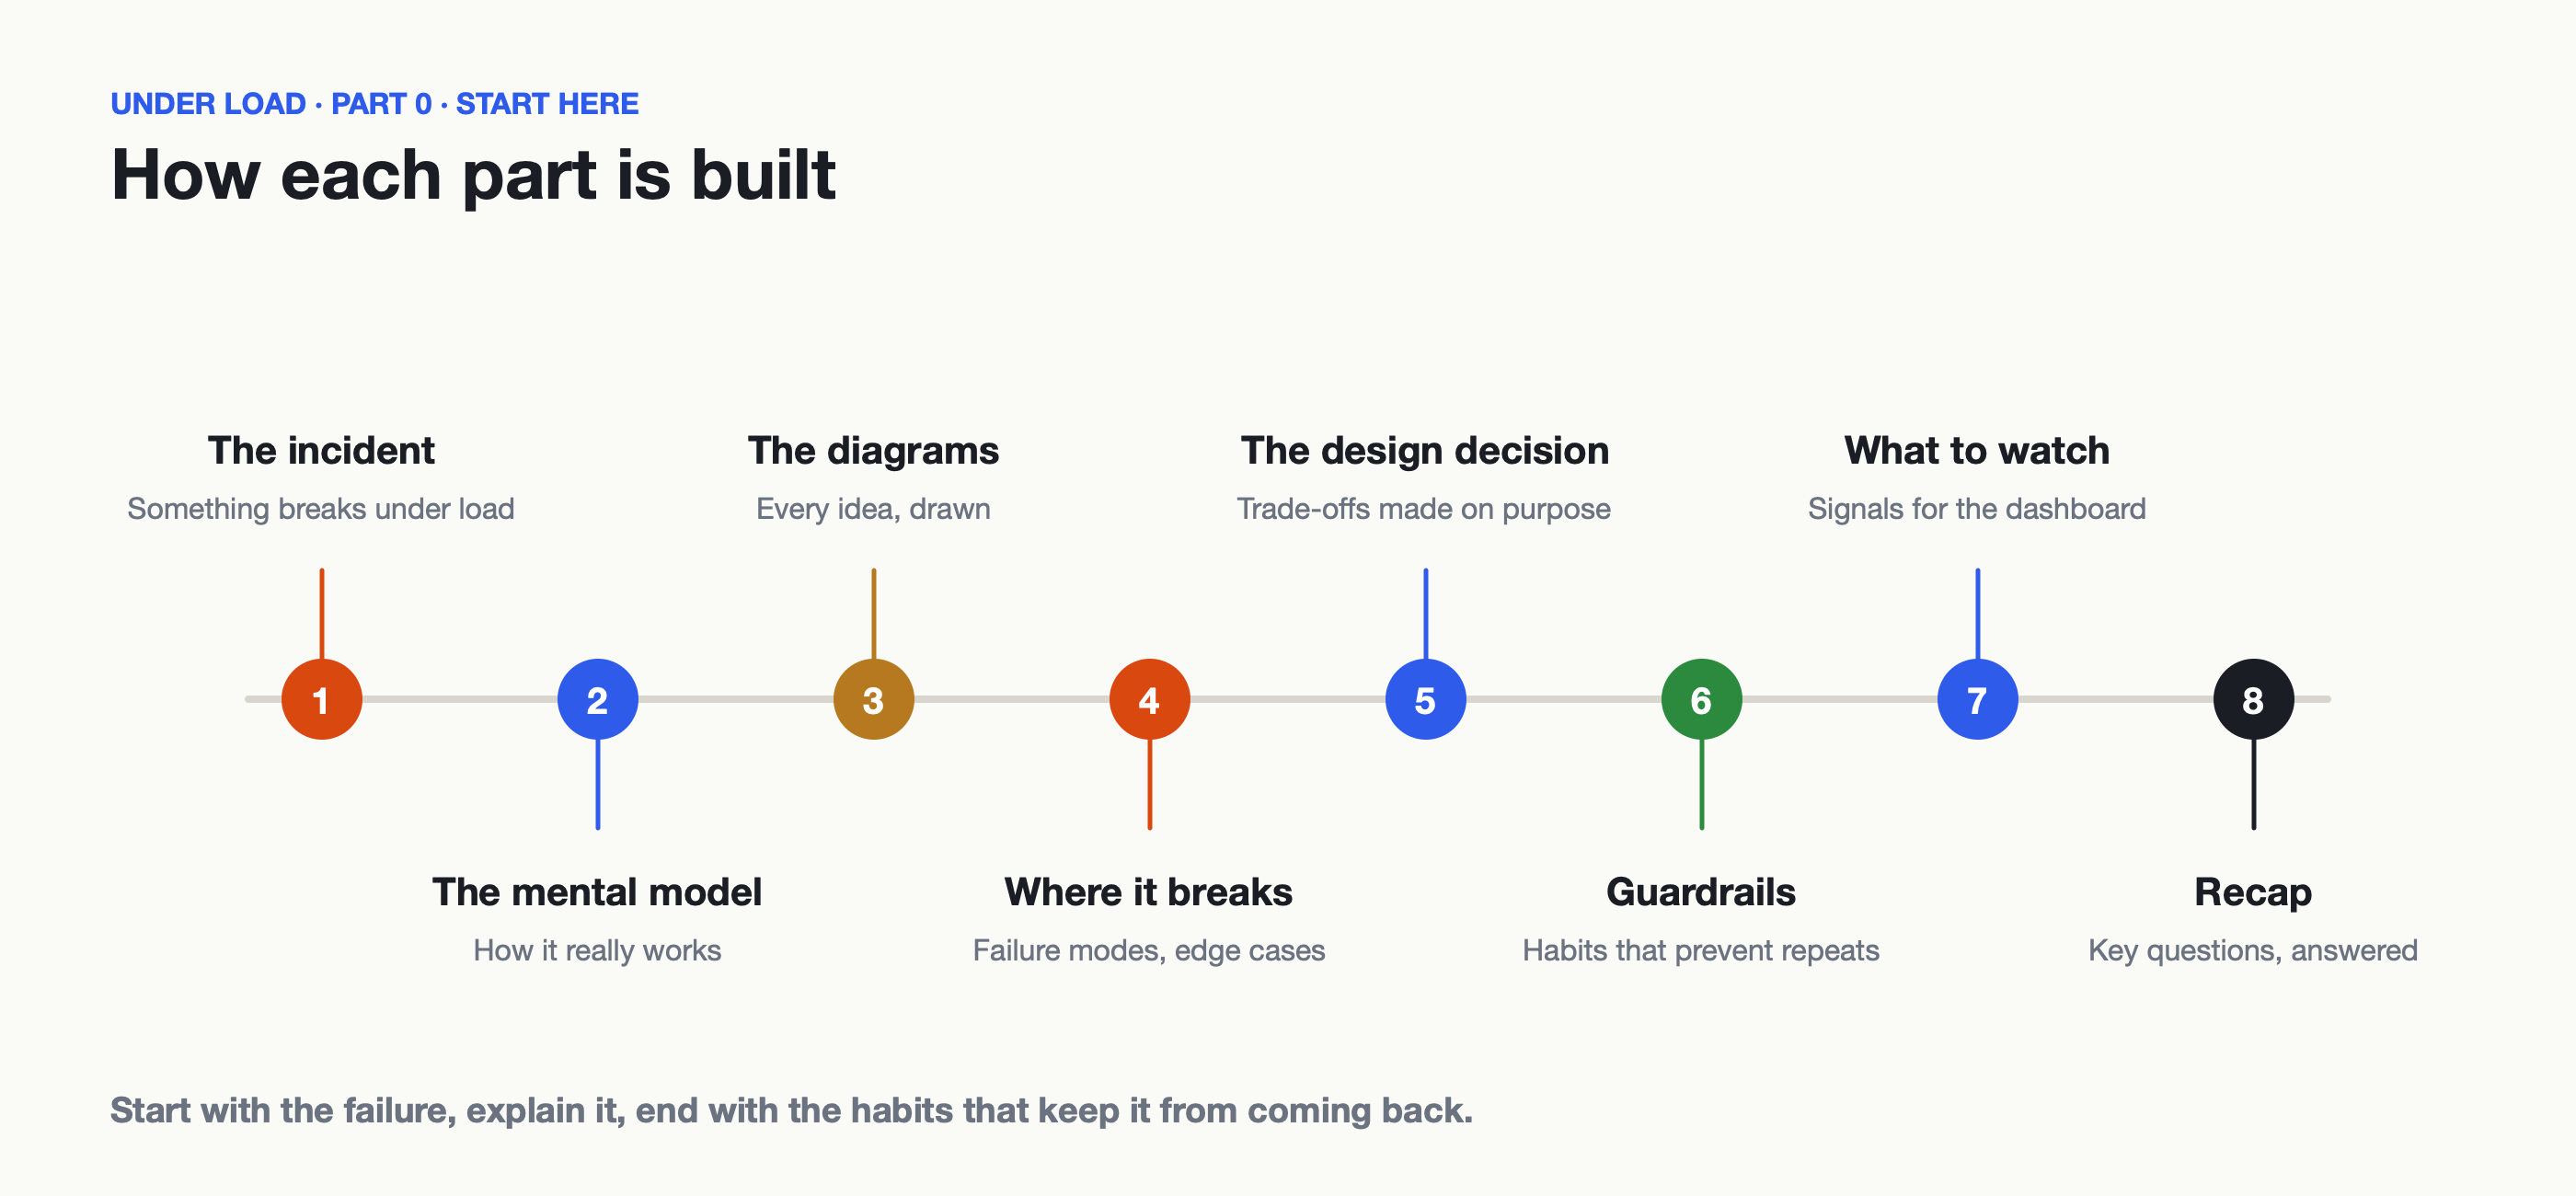 UNDER LOAD · PART 0 · START HERE
How each part is built
The incident
Something breaks under load
1
2
The mental model
How it really works
The diagrams
Every idea, drawn
3
4
Where it breaks
Failure modes, edge cases
The design decision
Trade-offs made on purpose
5
6
Guardrails
Habits that prevent repeats
What to watch
Signals for the dashboard
7
8
Recap
Key questions, answered
Start with the failure, explain it, end with the habits that keep it from coming back.